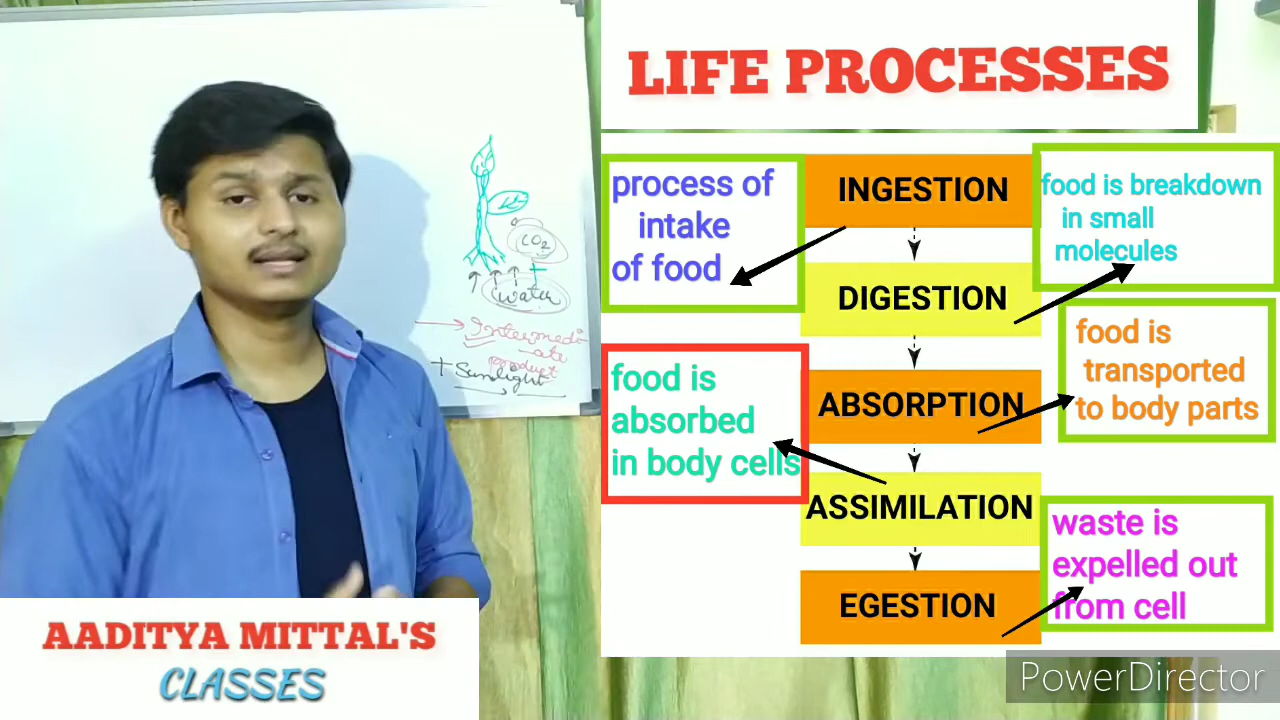 LIFE PROCESSES
process of
intake
of food
INGESTION
food is breakdown
in small
molecules
DIGESTION
food is
transported
to body parts
ABSORPTION
food is
absorbed
in body cells
ASSIMILATION
waste is
expelled out
from cell
EGESTION
CO2
+
water
Intermedi-
ate
product
+ Sunlight
AADITYA MITTAL'S
CLASSES
PowerDirector